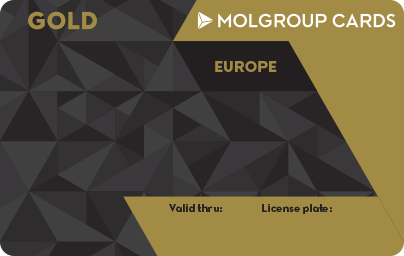 GOLD
MOLGROUP CARDS
EUROPE
Valid thru: License plate: